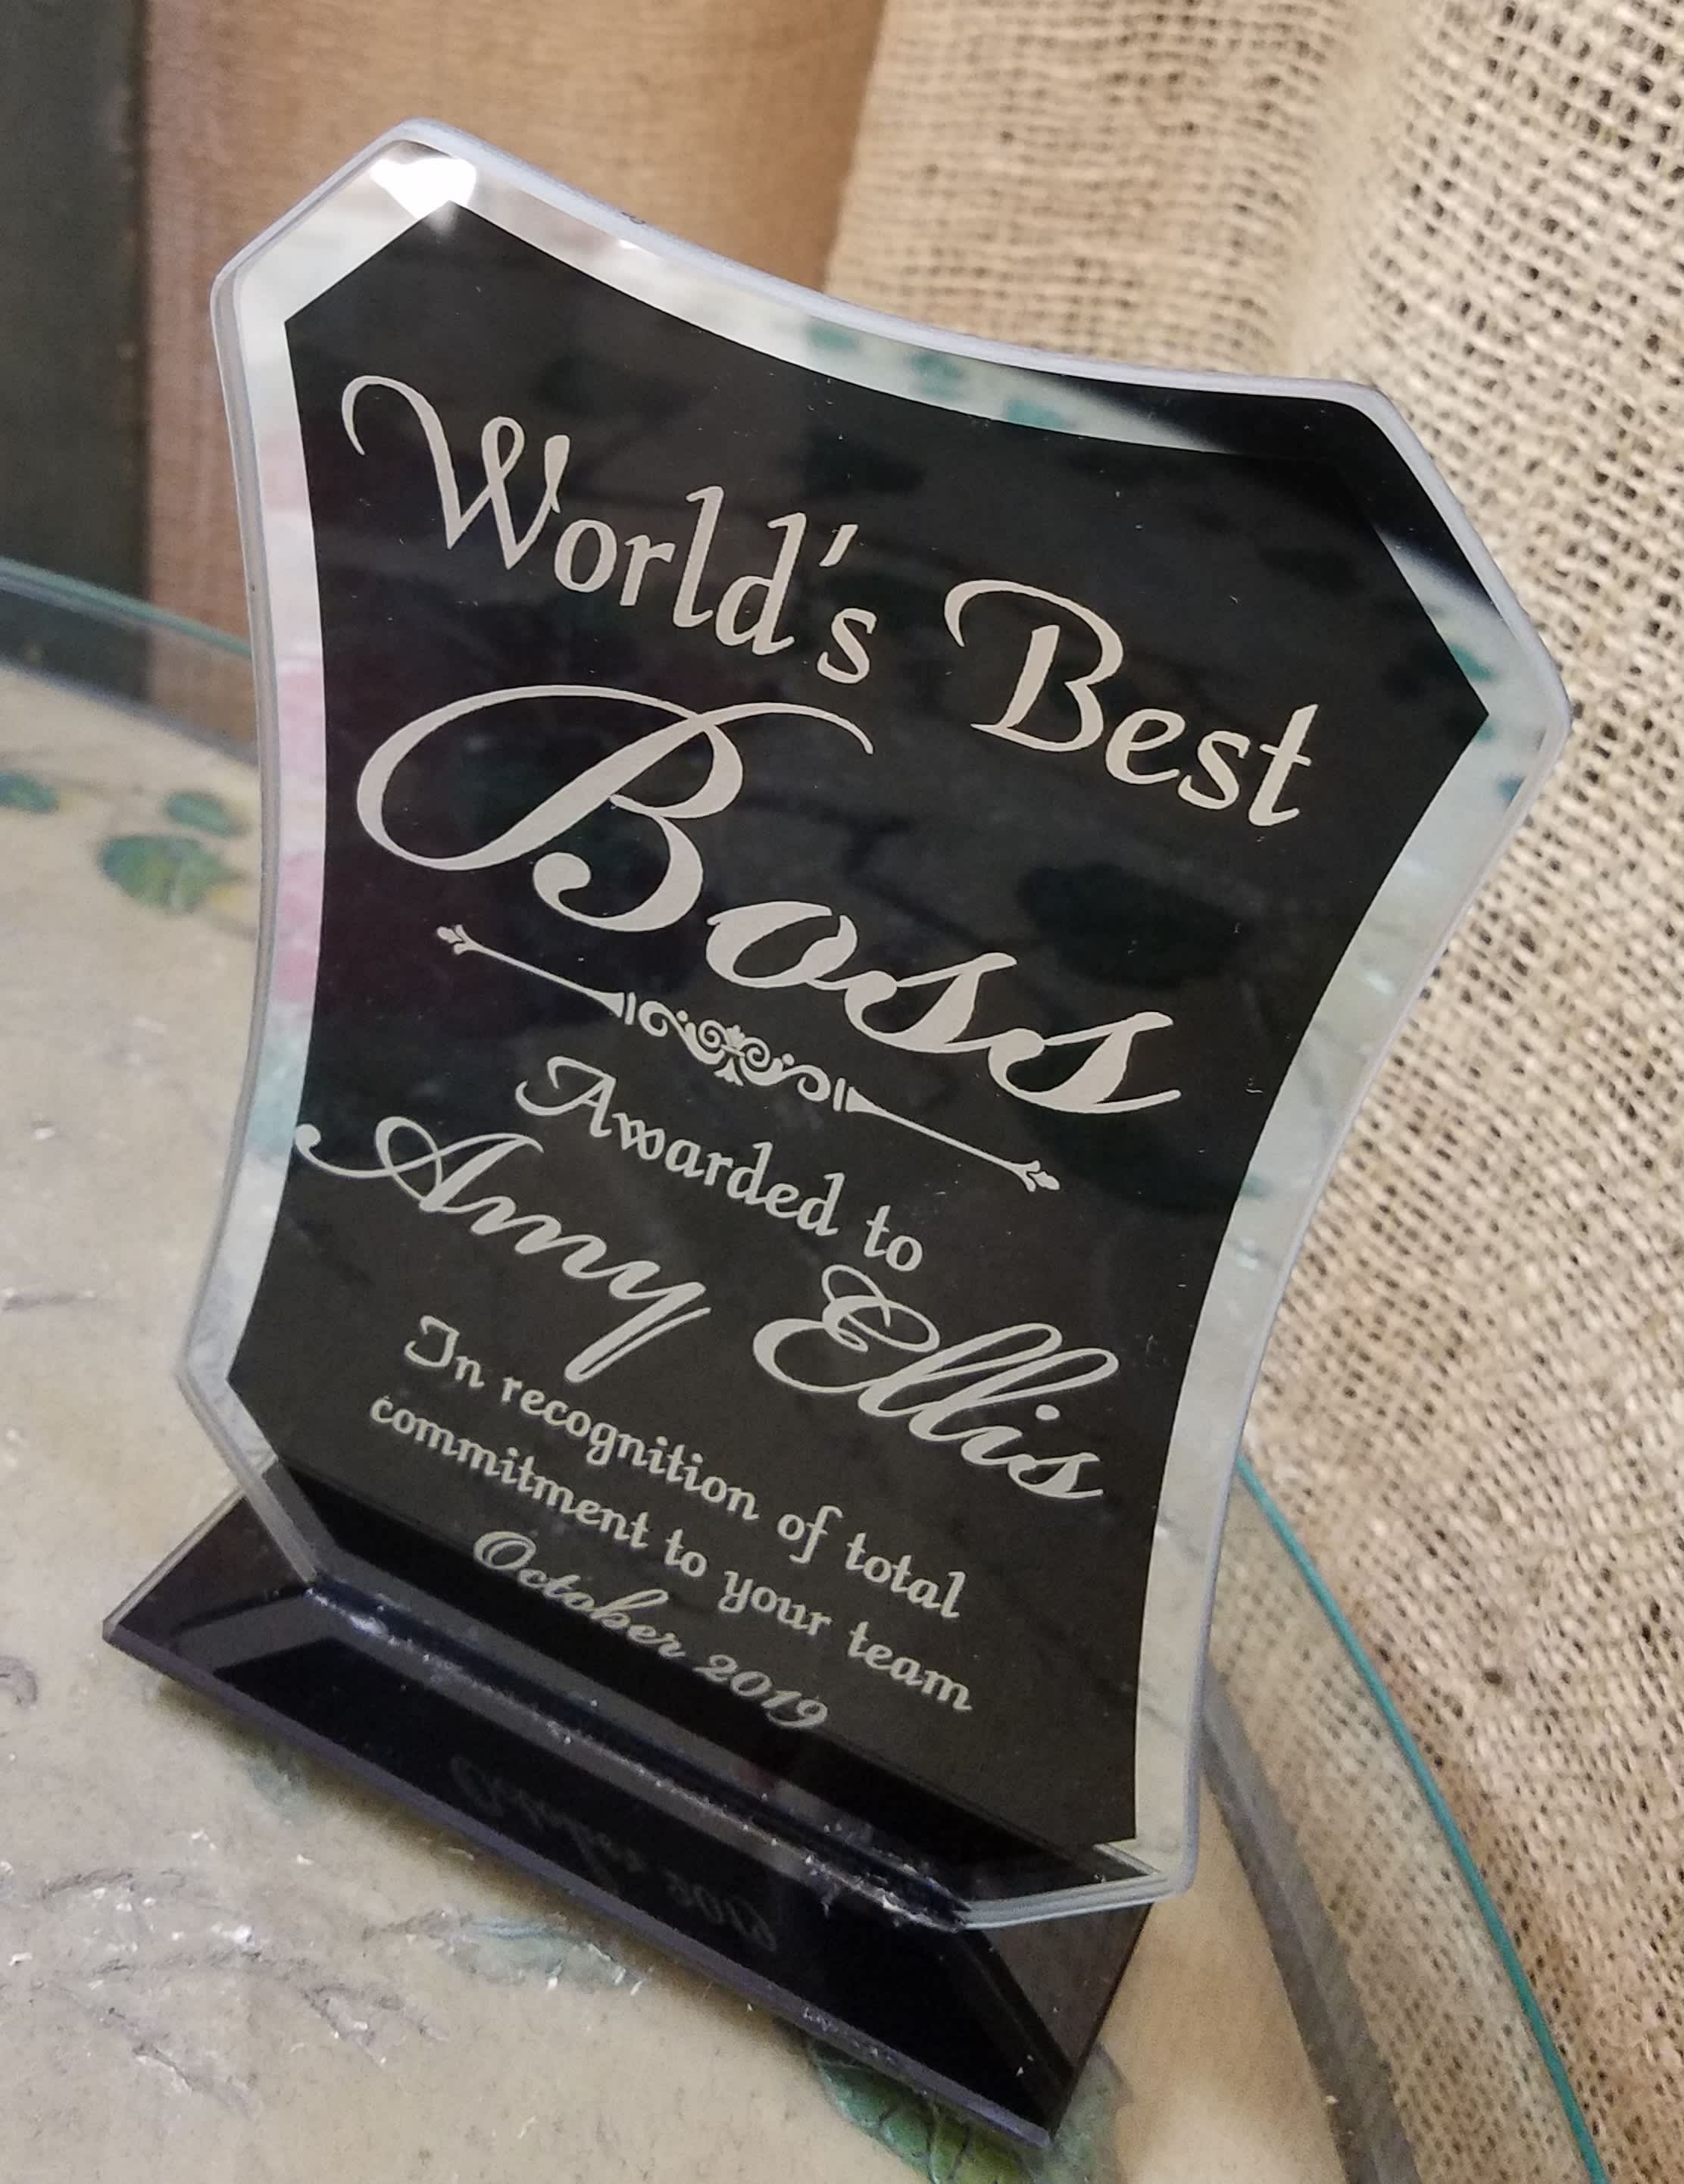 World's Best
Boss
Awarded to
Amy Ellis
In recognition of total
commitment to your team
October 2019